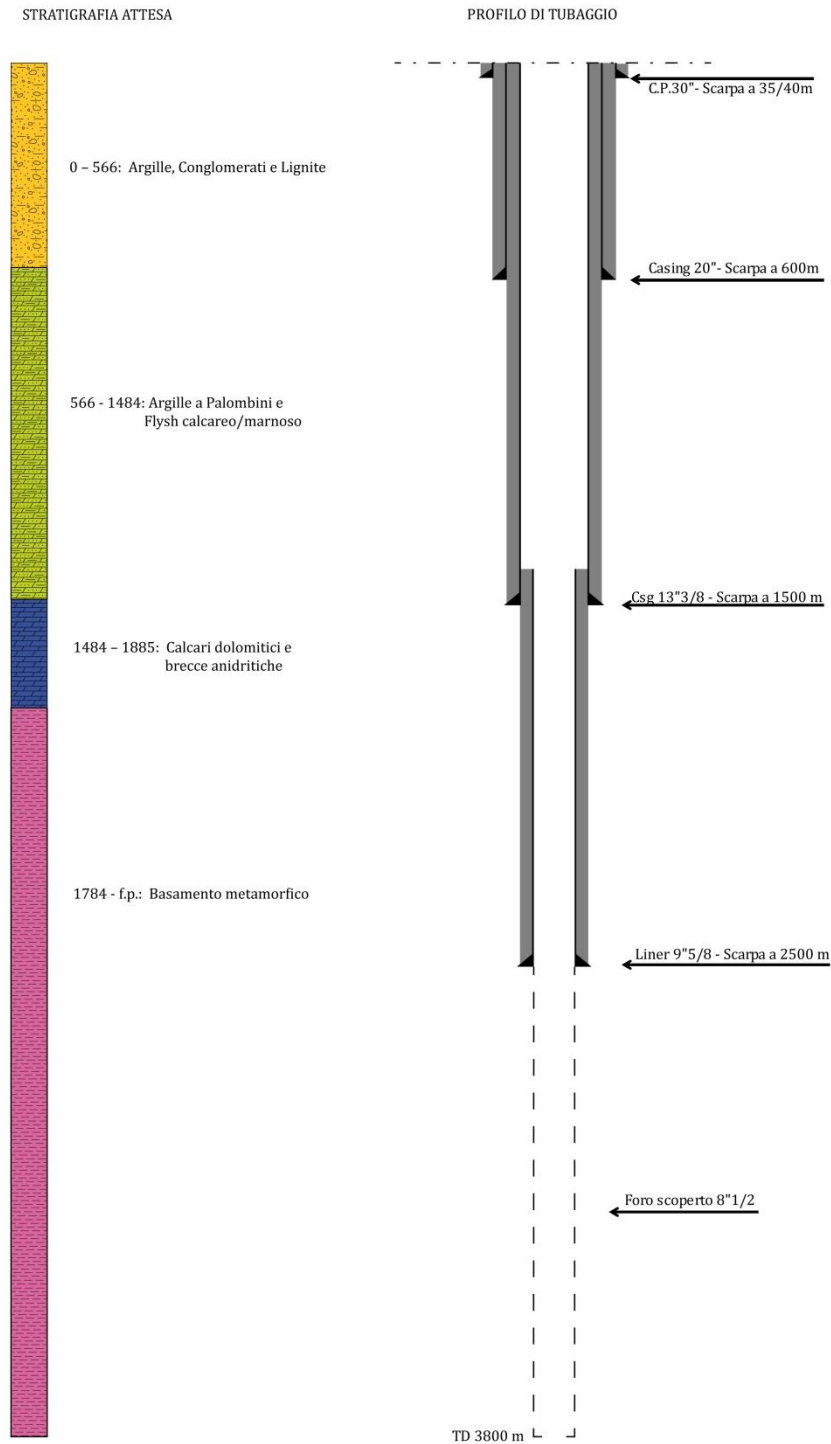 STRATIGRAFIA ATTESA
PROFILO DI TUBAGGIO
C.P.30"- Scarpa a 35/40m
0 – 566: Argille, Conglomerati e Lignite
Casing 20"- Scarpa a 600m
566 - 1484: Argille a Palombini e
Flysh calcareo/marnoso
Csg 13"3/8 - Scarpa a 1500 m
1484 – 1885: Calcari dolomitici e
brecce anidritiche
1784 - f.p.: Basamento metamorfico
Liner 9"5/8 - Scarpa a 2500 m
Foro scoperto 8"1/2
TD 3800 m